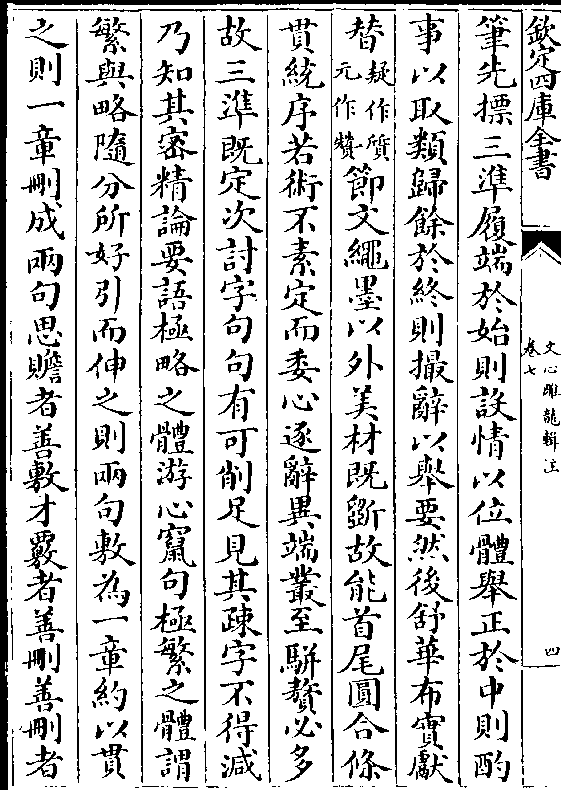 欽定四庫全書
文心雕龍輯注
卷七
四
筆先標三準履端於始則設情以位體舉正於中則酌
事以取類歸餘於終則撮辭以舉要然後舒華布實獻
替疑作質元作贊節文繩墨以外美材既斲故能首尾圓合條
貫統序若術不素定而委心逐辭異端叢至駢贅必多
故三準既定次討字句句有可削足見其疎字不得減
乃知其密精論要語極略之體游心竄句極繁之體謂
繁與略隨分所好引而伸之則兩句敷為一章約以貫
之則一章刪成兩句思贍者善敷才覈者善刪善刪者